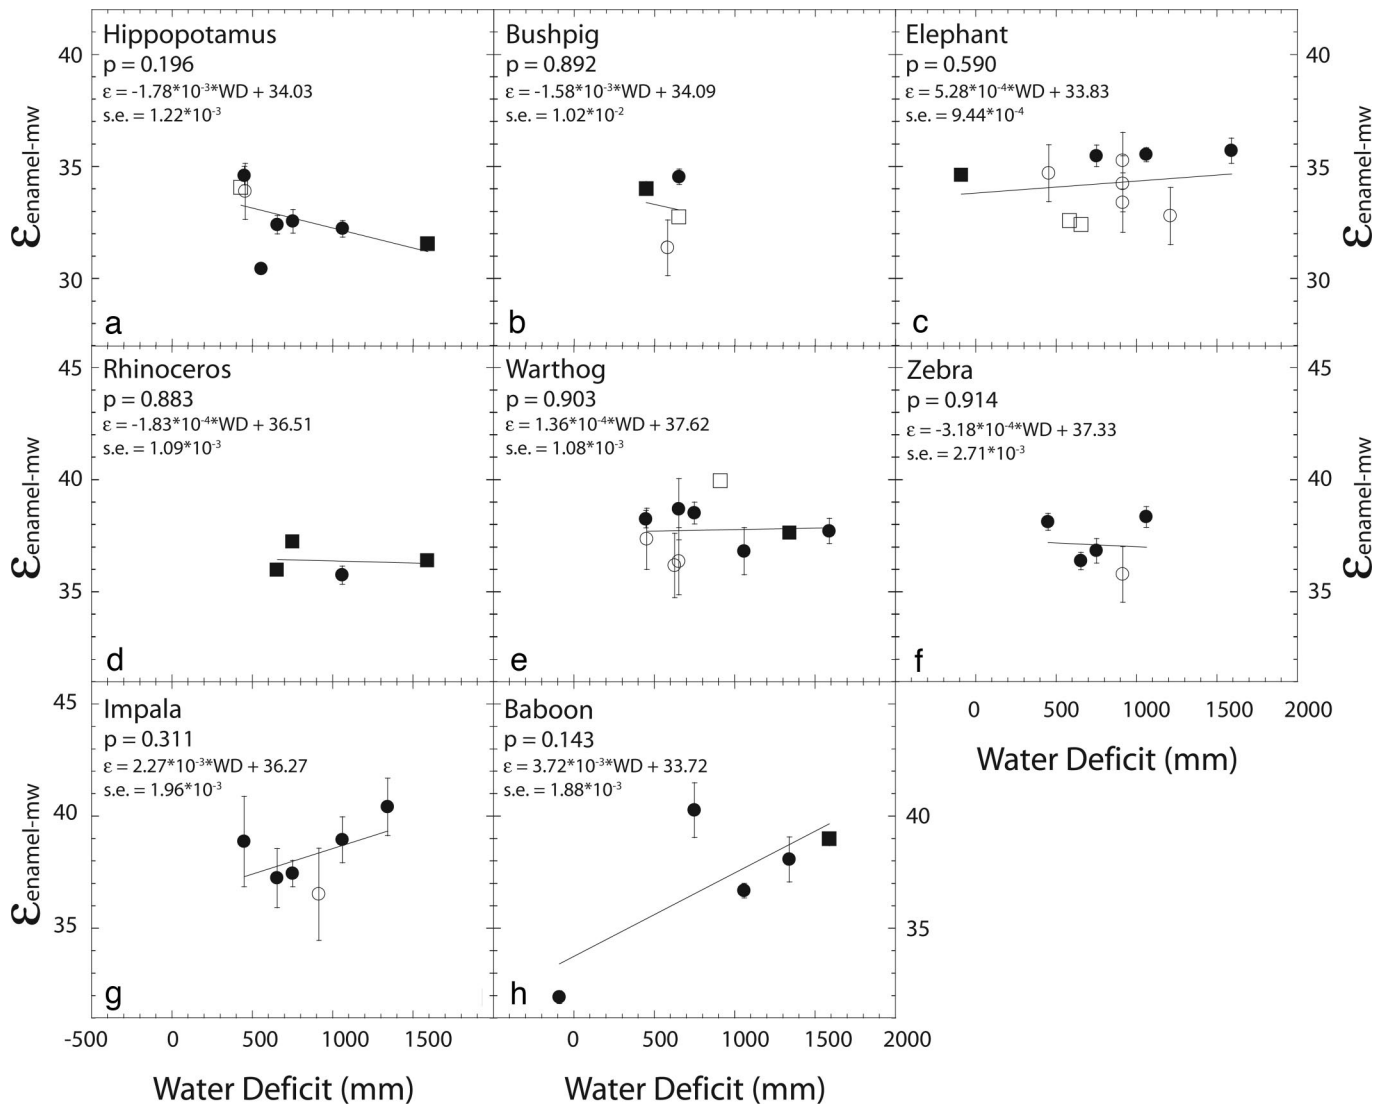 Hippopotamus
p = 0.196
ε = -1.78*10⁻³*WD + 34.03
s.e. = 1.22*10⁻³
a
Bushpig
p = 0.892
ε = -1.58*10⁻³*WD + 34.09
s.e. = 1.02*10⁻²
b
Elephant
p = 0.590
ε = 5.28*10⁻⁴*WD + 33.83
s.e. = 9.44*10⁻⁴
c
40
35
30
εenamel-mw
40
35
30
εenamel-mw
Rhinoceros
p = 0.883
ε = -1.83*10⁻⁴*WD + 36.51
s.e. = 1.09*10⁻³
d
Warthog
p = 0.903
ε = 1.36*10⁻⁴*WD + 37.62
s.e. = 1.08*10⁻³
e
Zebra
p = 0.914
ε = -3.18*10⁻⁴*WD + 37.33
s.e. = 2.71*10⁻³
f
45
40
35
εenamel-mw
45
40
35
εenamel-mw
0 500 1000 1500 2000
Water Deficit (mm)
Impala
p = 0.311
ε = 2.27*10⁻³*WD + 36.27
s.e. = 1.96*10⁻³
g
Baboon
p = 0.143
ε = 3.72*10⁻³*WD + 33.72
s.e. = 1.88*10⁻³
h
45
40
35
εenamel-mw
40
35
-500 0 500 1000 1500
0 500 1000 1500 2000
Water Deficit (mm)
Water Deficit (mm)